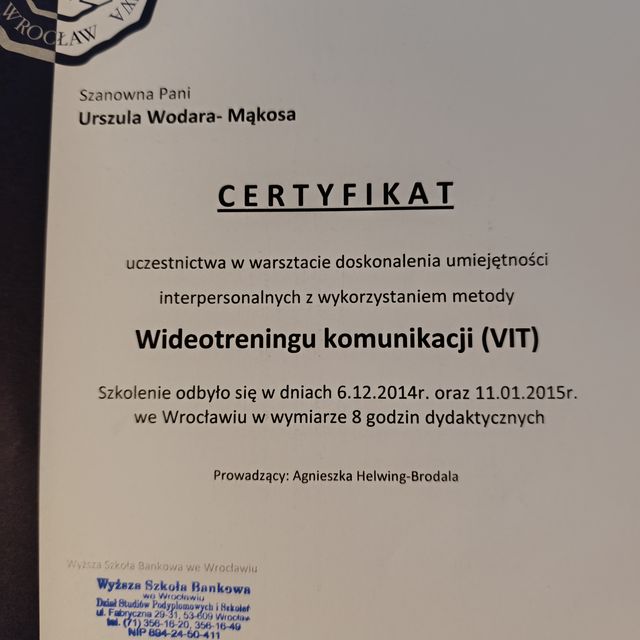 WROCŁAW
Szanowna Pani
Urszula Wodara- Mąkosa
CERTYFIKAT
uczestnictwa w warsztacie doskonalenia umiejętności
interpersonalnych z wykorzystaniem metody
Wideotreningu komunikacji (VIT)
Szkolenie odbyło się w dniach 6.12.2014r. oraz 11.01.2015r.
we Wrocławiu w wymiarze 8 godzin dydaktycznych
Prowadzący: Agnieszka Helwing-Brodala
Wyższa Szkoła Bankowa we Wrocławiu
Wyższa Szkoła Bankowa
we Wrocławiu
Dział Studiów Podyplomowych i Szkoleń
ul. Fabryczna 29-31, 53-609 Wrocław
tel. (71) 356-16-20, 356-16-49
NIP 894-24-50-411